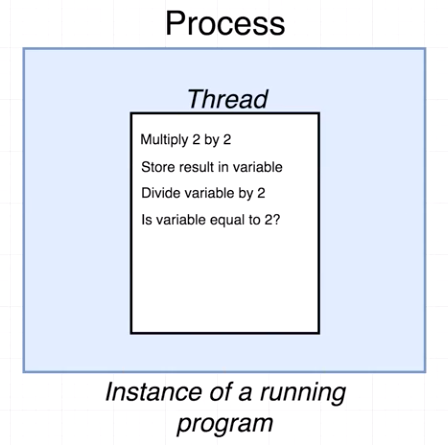 Process
Thread
Multiply 2 by 2
Store result in variable
Divide variable by 2
Is variable equal to 2?
Instance of a running
program